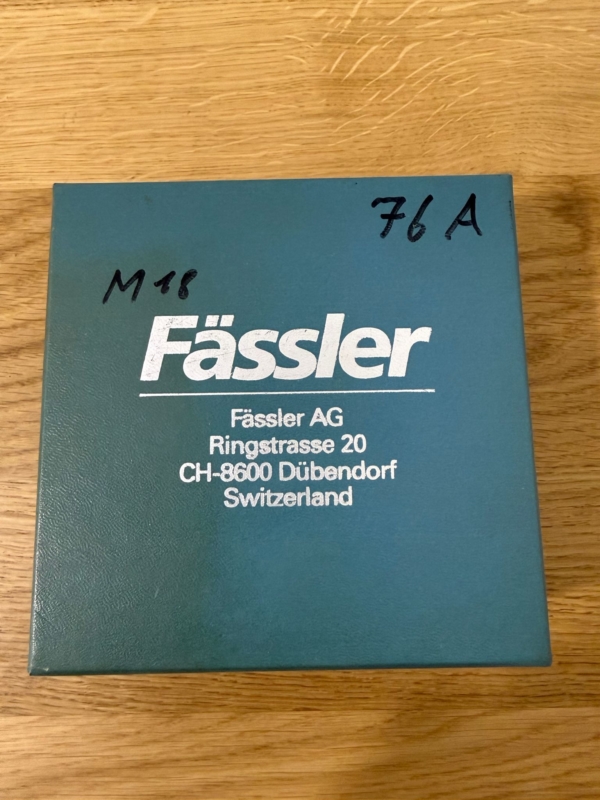 76 A
M 18
Fässler
Fässler AG
Ringstrasse 20
CH-8600 Dübendorf
Switzerland